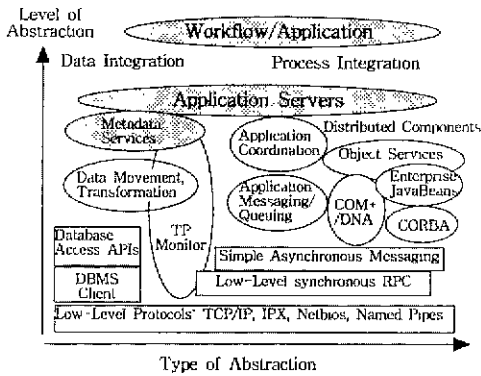 Level of
Abstraction
Workflow/Application
Data Integration
Process Integration
Application Servers
Metadata
Services
Application
Coordination
Distributed Components
Object Services
Data Movement,
Transformation
Application
Messaging/
Queuing
Enterprise
JavaBeans
COM+
/DNA
CORBA
TP
Monitor
Database
Access APIs
Simple Asynchronous Messaging
DBMS
Client
Low-Level synchronous RPC
Low-Level Protocols' TCP/IP, IPX, Netbios, Named Pipes
Type of Abstraction